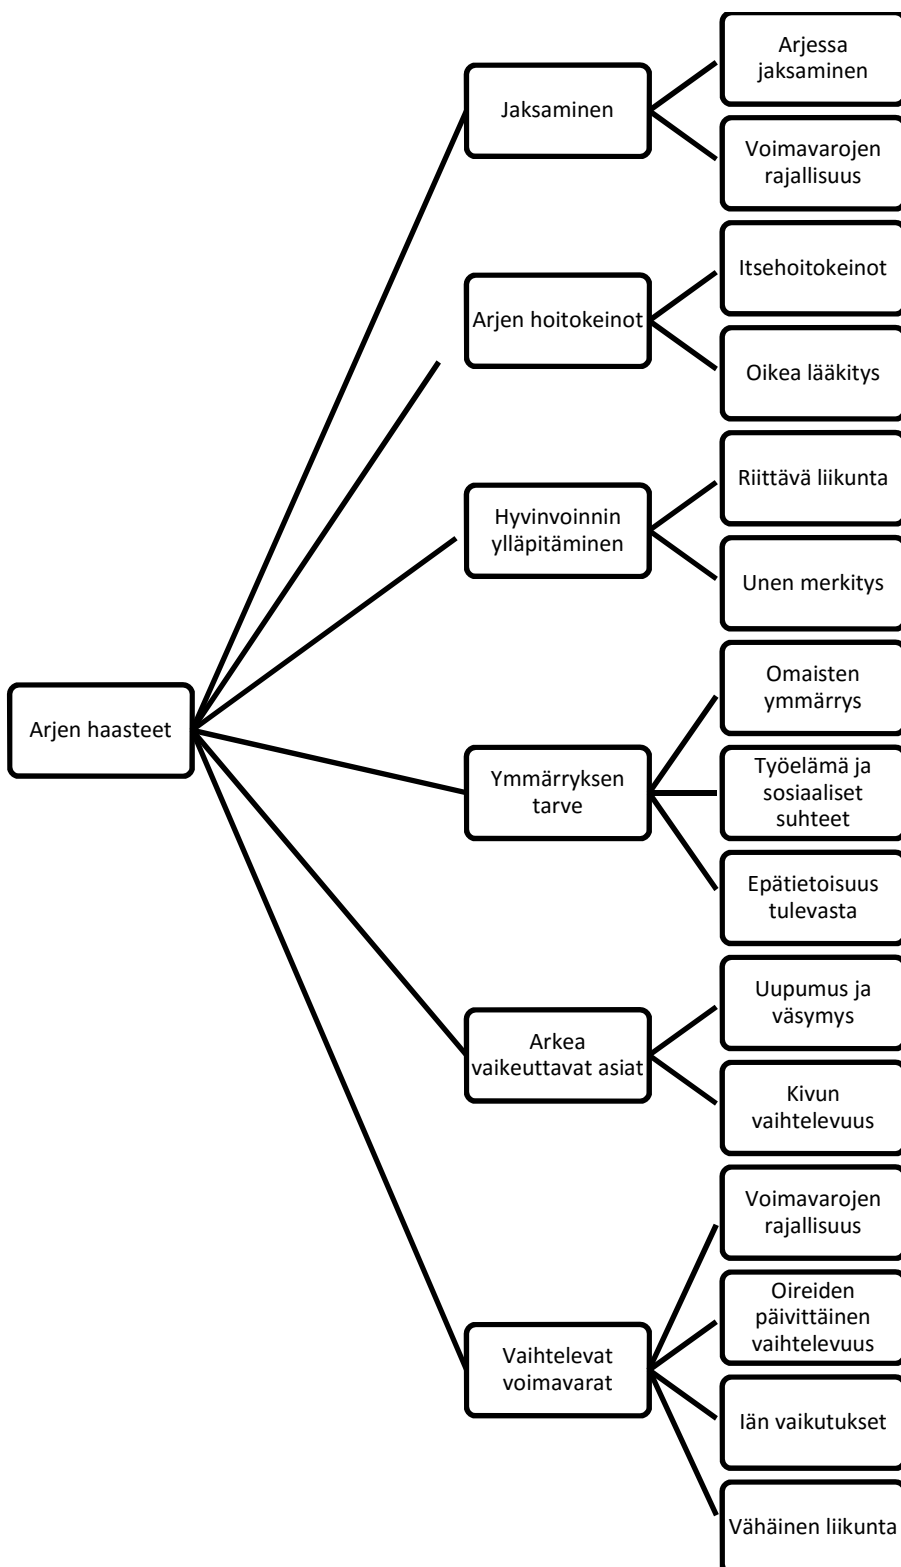 Arjessa
jaksaminen
Jaksaminen
Voimavarojen
rajallisuus
Itsehoitokeinot
Arjen hoitokeinot
Oikea lääkitys
Riittävä liikunta
Hyvinvoinnin
ylläpitäminen
Unen merkitys
Omaisten
ymmärrys
Arjen haasteet
Ymmärryksen
tarve
Työelämä ja
sosiaaliset
suhteet
Epätietoisuus
tulevasta
Uupumus ja
väsymys
Arkea
vaikeuttavat asiat
Kivun
vaihtelevuus
Voimavarojen
rajallisuus
Oireiden
päivittäinen
vaihtelevuus
Vaihtelevat
voimavarat
Iän vaikutukset
Vähäinen liikunta